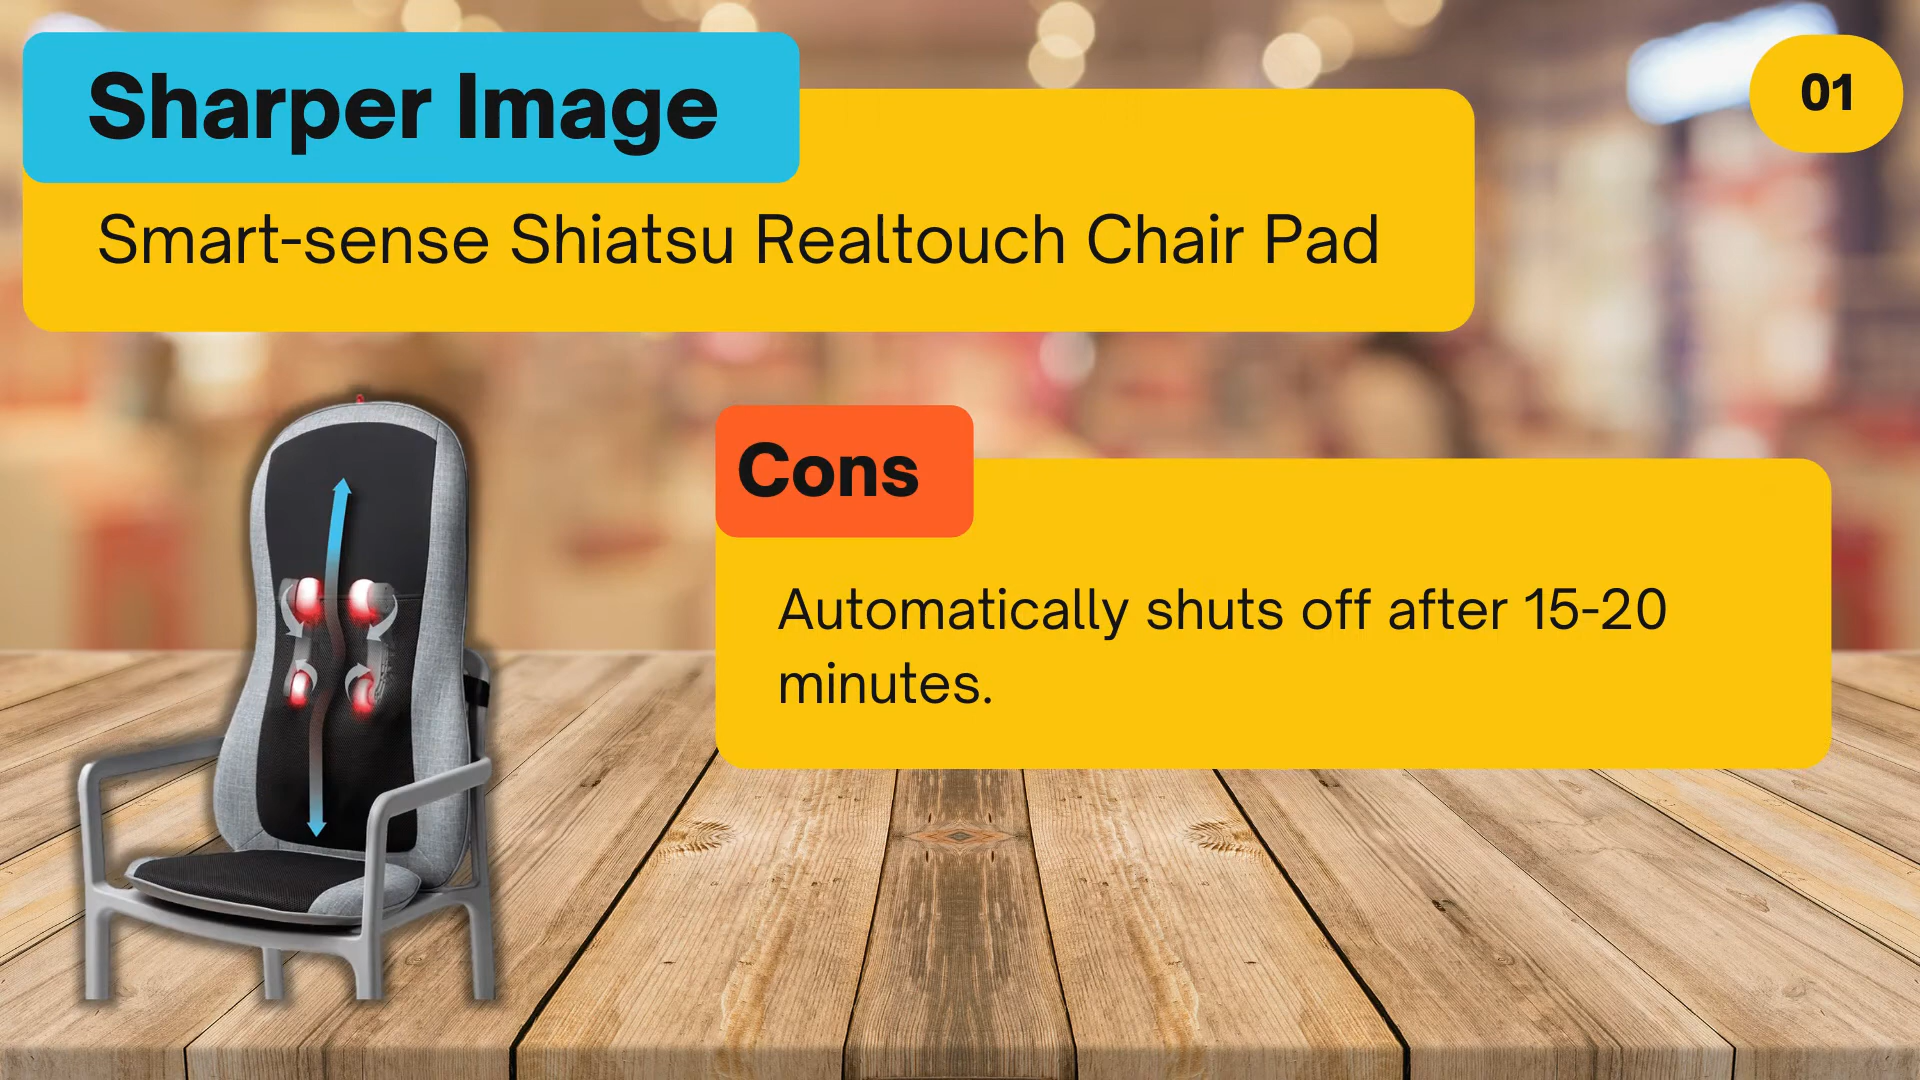 Sharper Image
01
Smart-sense Shiatsu Realtouch Chair Pad
Cons
Automatically shuts off after 15-20
minutes.